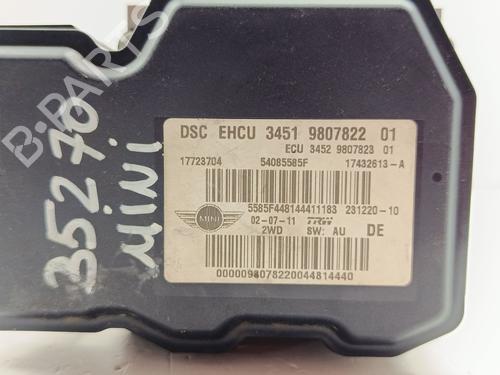 B-PARTS
35270
MINI
DSC EHCU 3451 9807822 01
ECU 3452 9807823 01
17723704 54085585F 17432613-A
MINI
5585F448144411183 231220-10
02-07-11 TRW
2WD SW: AU DE
0000098078220044814440